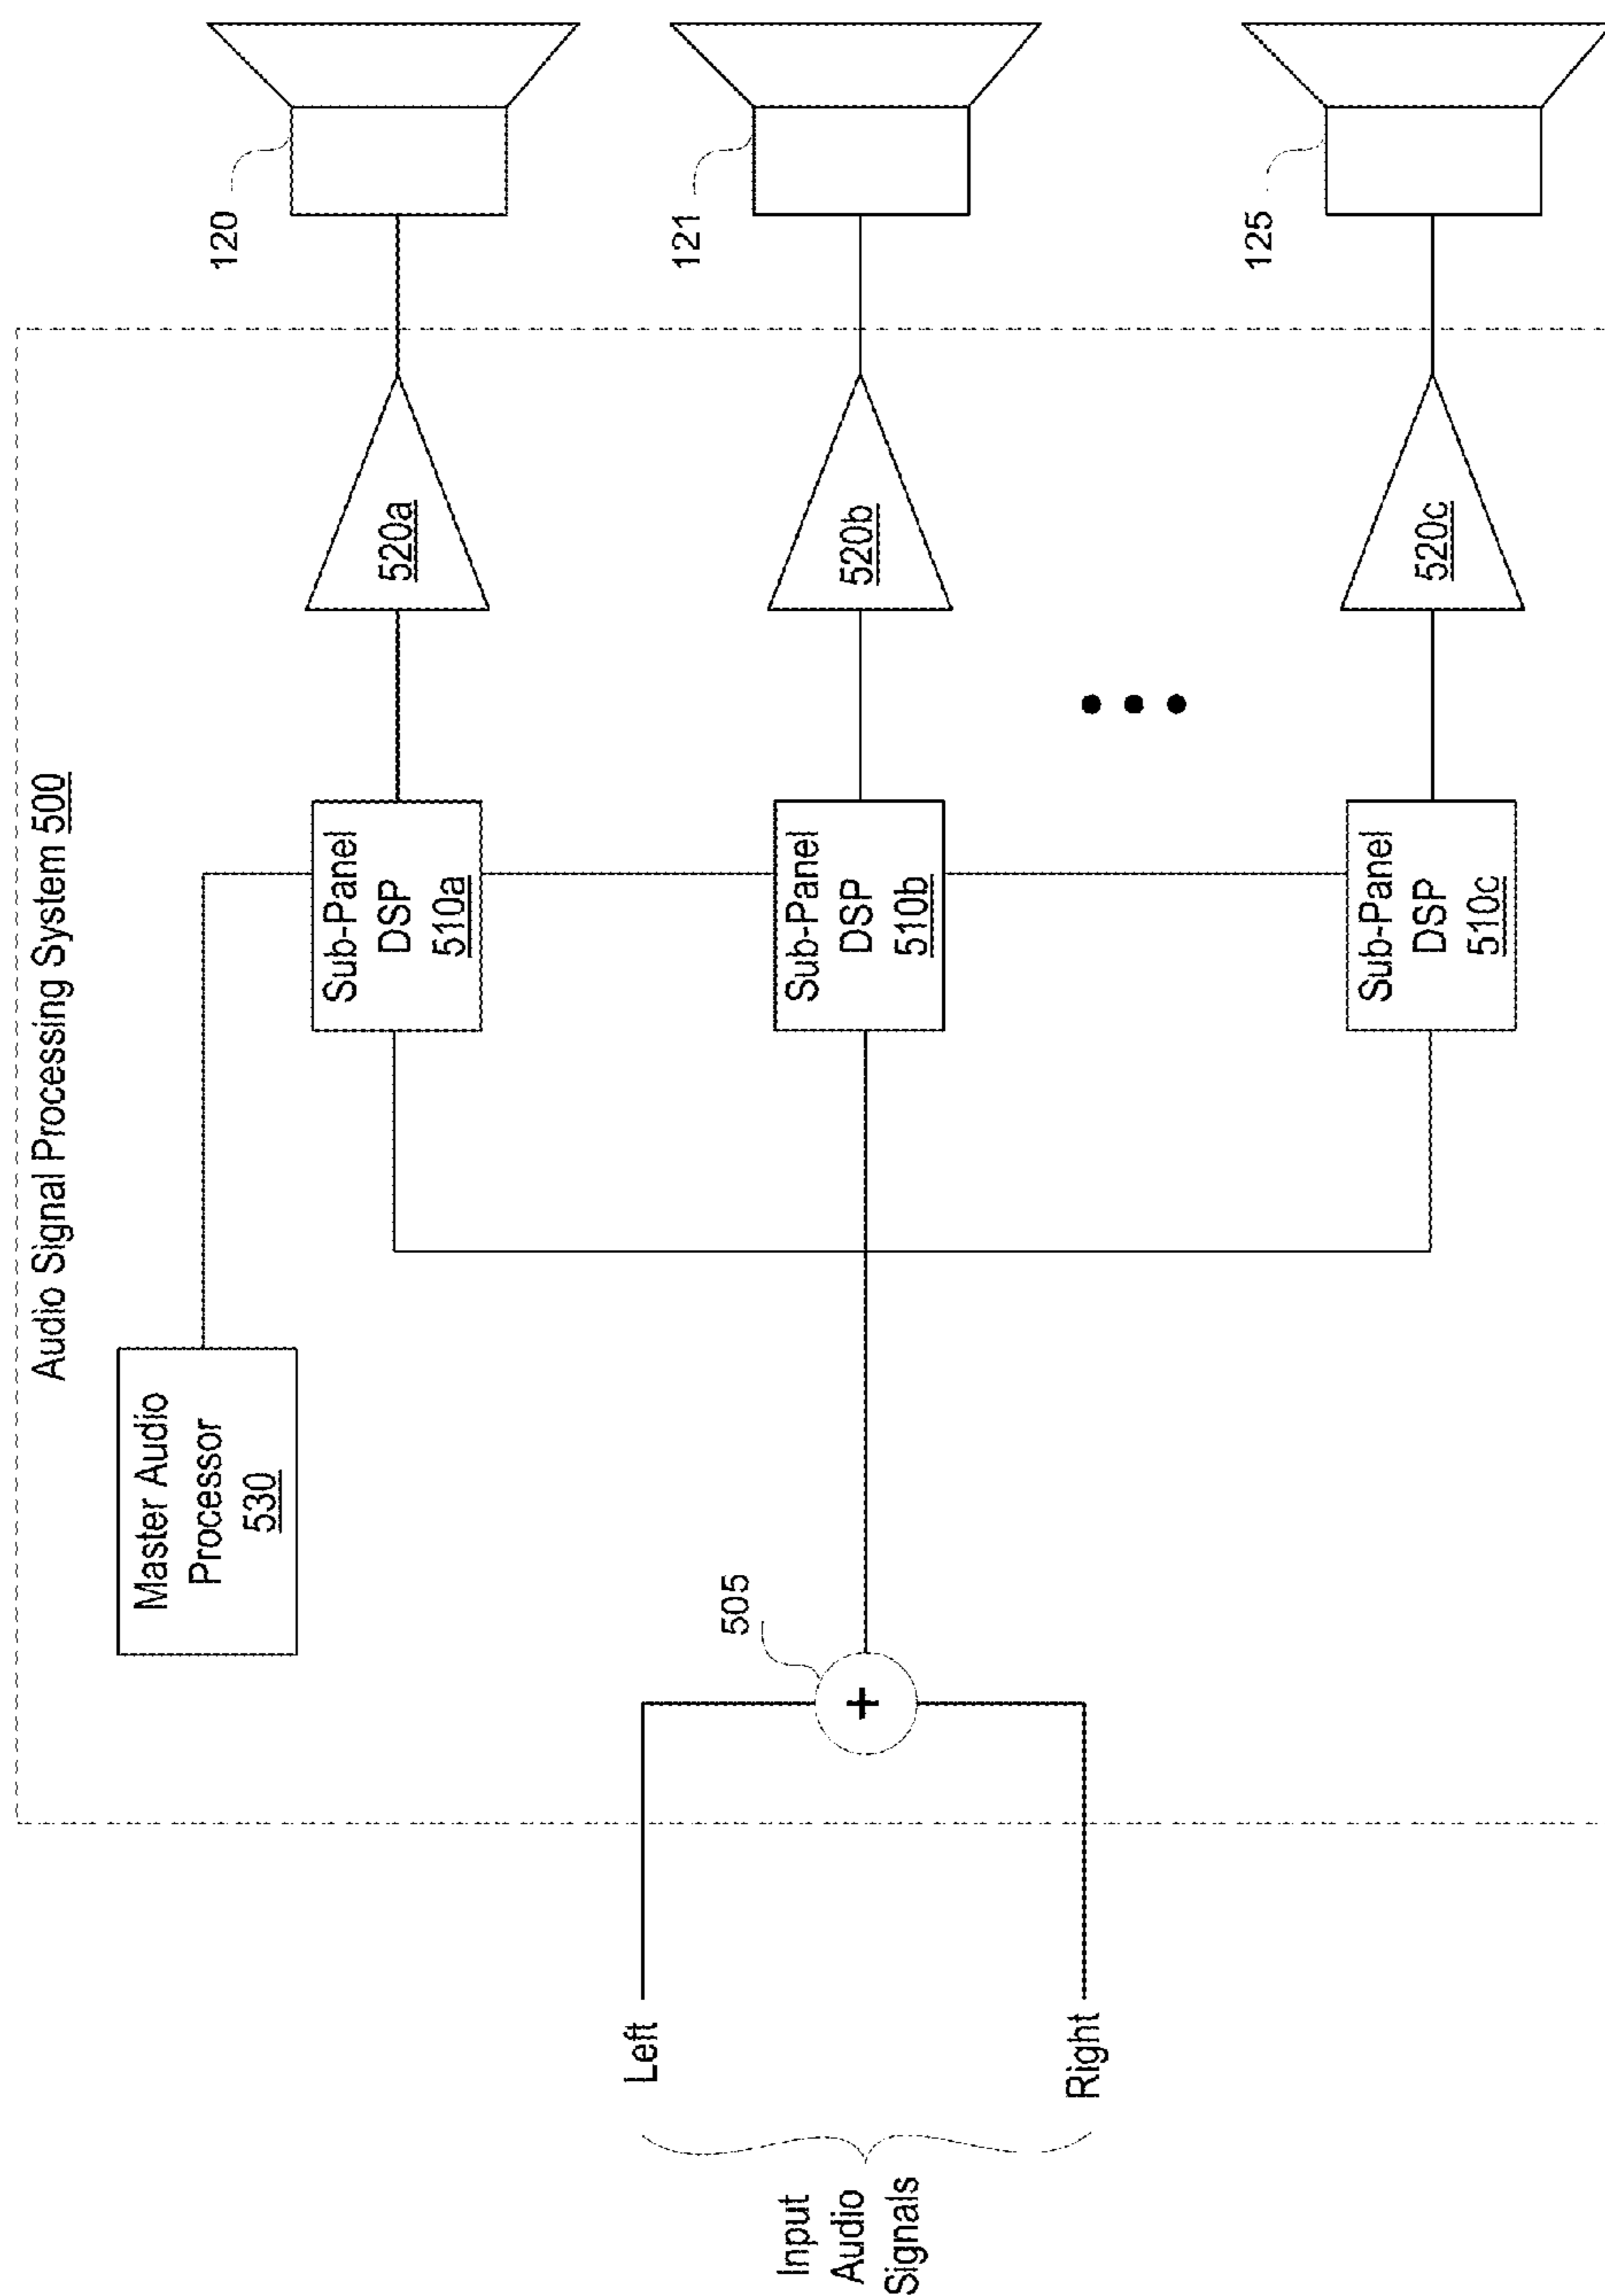 Audio Signal Processing System 500
Master Audio
Processor
530
Sub-Panel
DSP
510a
520a
120
Input
Audio
Signals
Left
Right
505
+
Sub-Panel
DSP
510b
520b
121
Sub-Panel
DSP
510c
520c
125